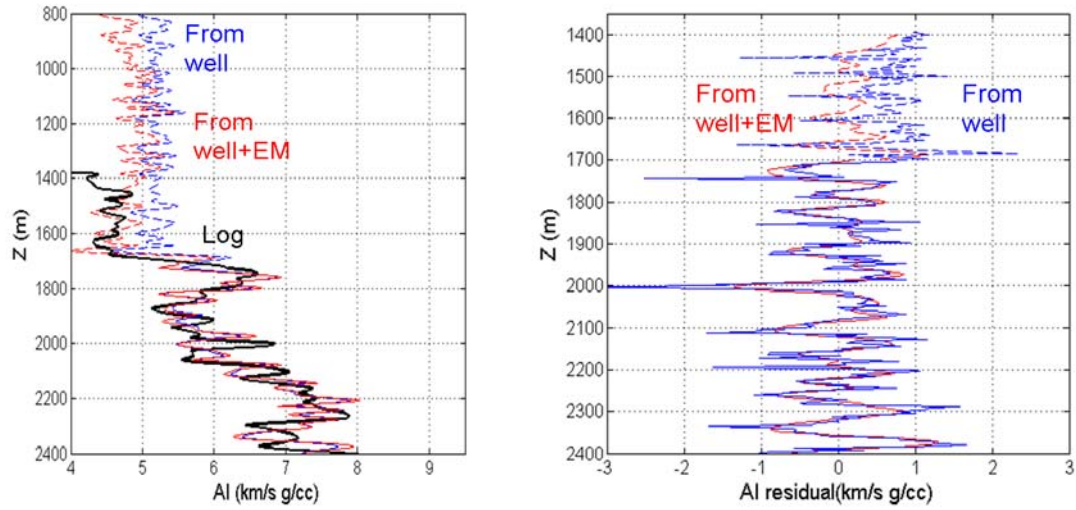 800
1000
1200
1400
1600
1800
2000
2200
2400
Z (m)
From
well
From
well+EM
Log
4
5
6
7
8
9
AI (km/s g/cc)
1400
1500
1600
1700
1800
1900
2000
2100
2200
2300
2400
Z (m)
From
well+EM
From
well
-3
-2
-1
0
1
2
3
AI residual(km/s g/cc)